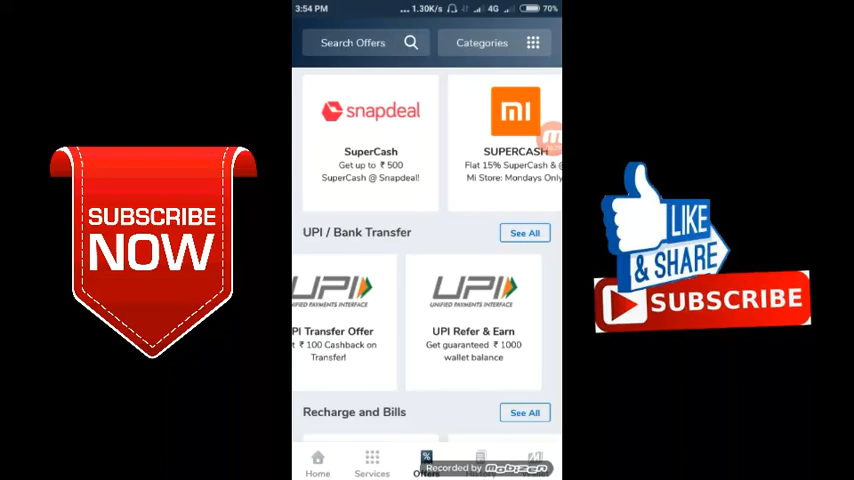 3:54 PM
... 1.30K/s 4G 70%
Search Offers
Categories
snapdeal
SuperCash
Get up to ₹ 500
SuperCash @ Snapdeal!
mi
SUPERCASH
Flat 15% SuperCash &
Mi Store: Mondays Only
UPI / Bank Transfer
See All
UPI
UNIFIED PAYMENTS INTERFACE
PI Transfer Offer
t ₹ 100 Cashback on
Transfer!
UPI
UNIFIED PAYMENTS INTERFACE
UPI Refer & Earn
Get guaranteed ₹ 1000
wallet balance
Recharge and Bills
See All
Home
Services
Offers
History
Recorded by Mobizen
SUBSCRIBE
NOW
LIKE
& SHARE
SUBSCRIBE